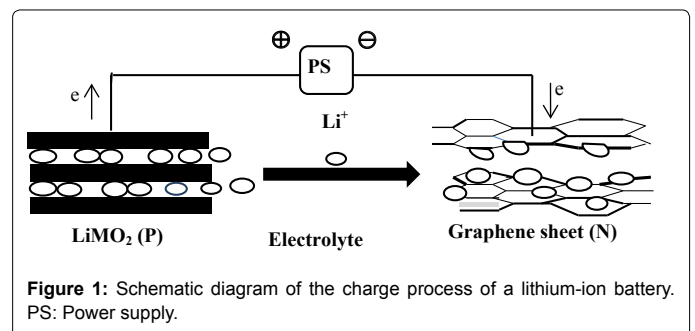 ⊕ ⊖
PS
e e
Li⁺
LiMO₂ (P) Electrolyte Graphene sheet (N)
Figure 1: Schematic diagram of the charge process of a lithium-ion battery.
PS: Power supply.